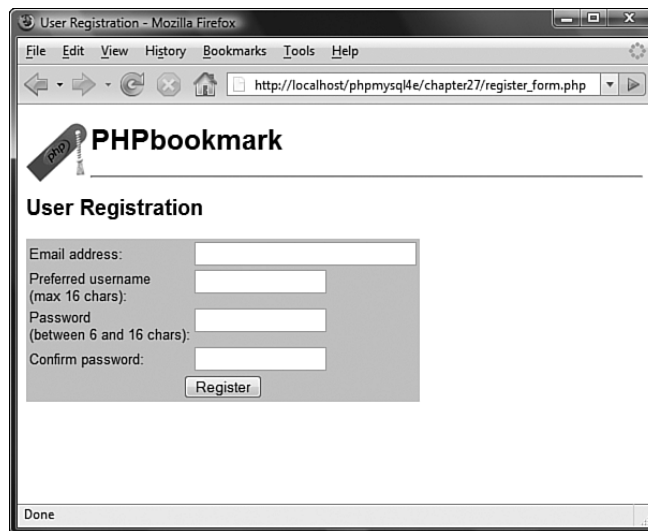 User Registration - Mozilla Firefox
File Edit View History Bookmarks Tools Help
http://localhost/phpmysql4e/chapter27/register_form.php
php
PHPbookmark
User Registration
Email address:
Preferred username
(max 16 chars):
Password
(between 6 and 16 chars):
Confirm password:
Register
Done